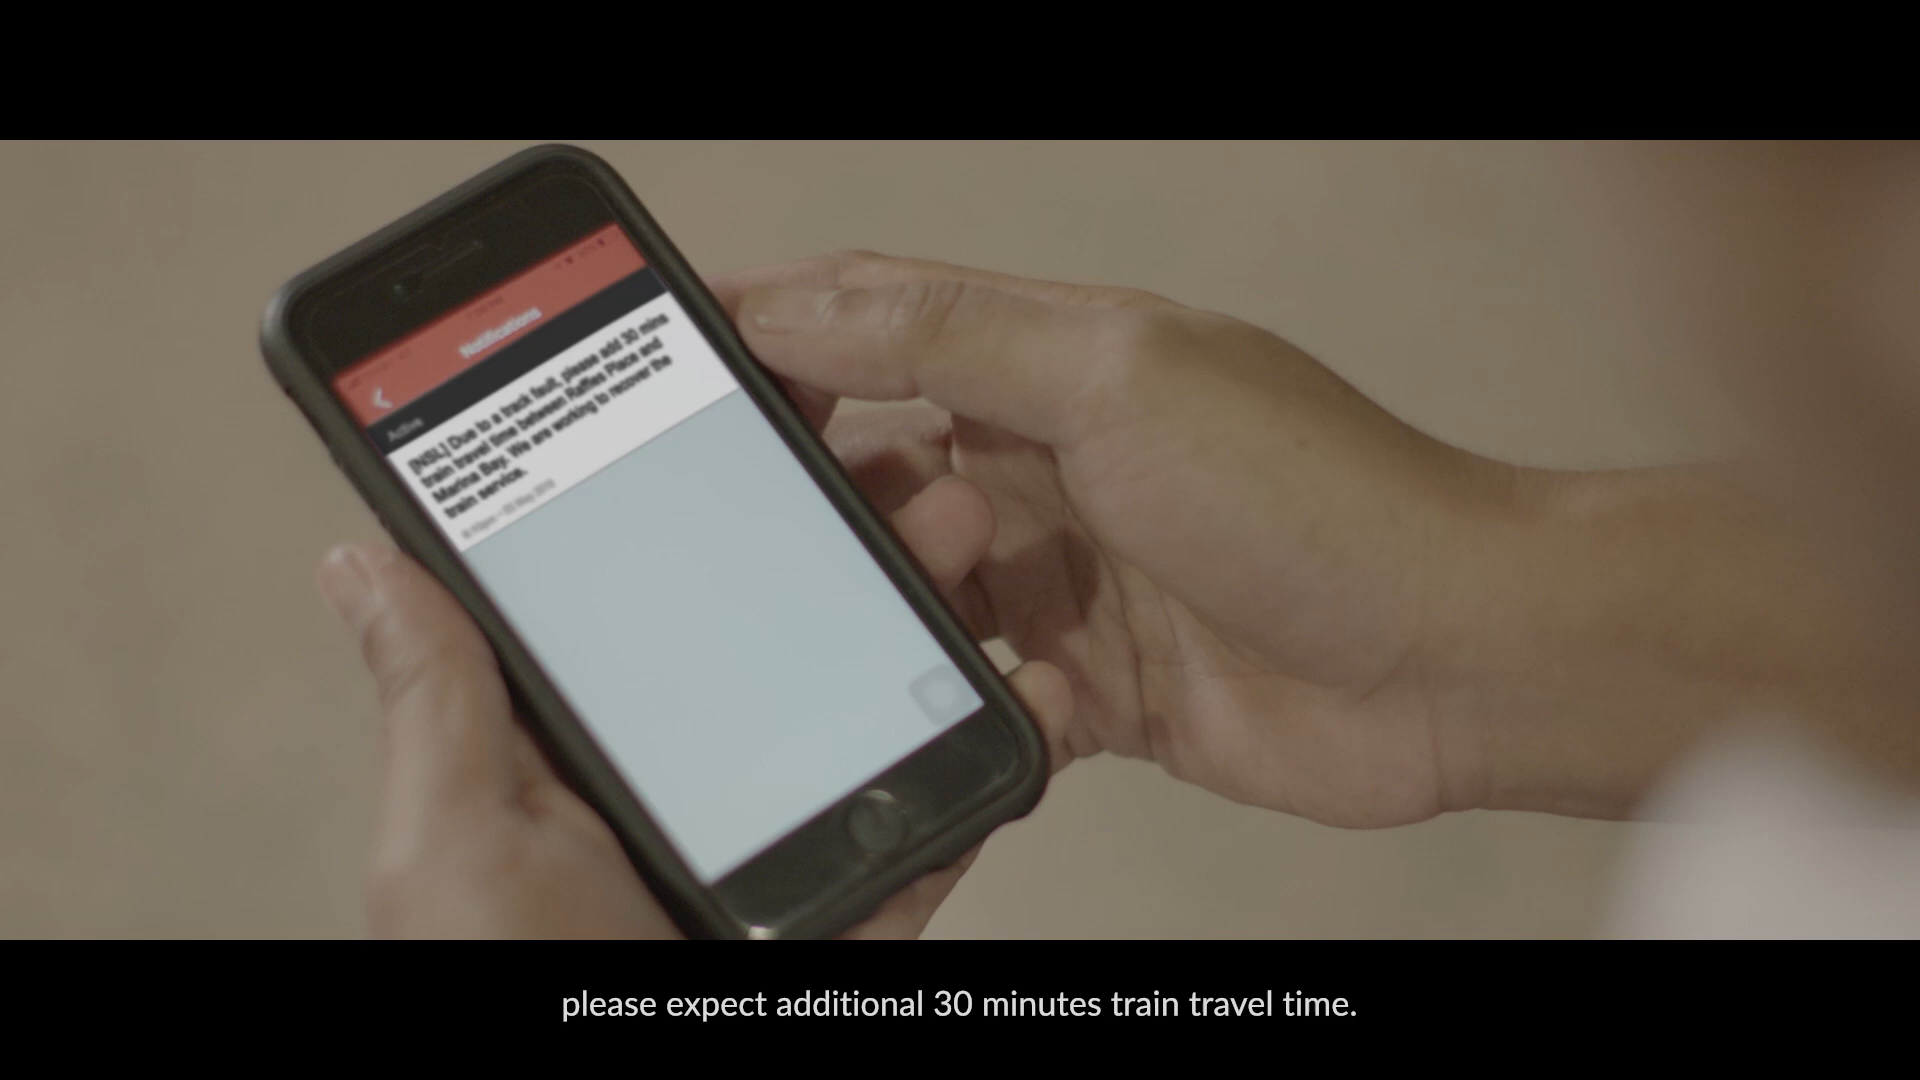 Notifications
Active
[NSL] Due to a track fault, please add 30 mins
train travel time between Raffles Place and
Marina Bay. We are working to recover the
train service.
please expect additional 30 minutes train travel time.